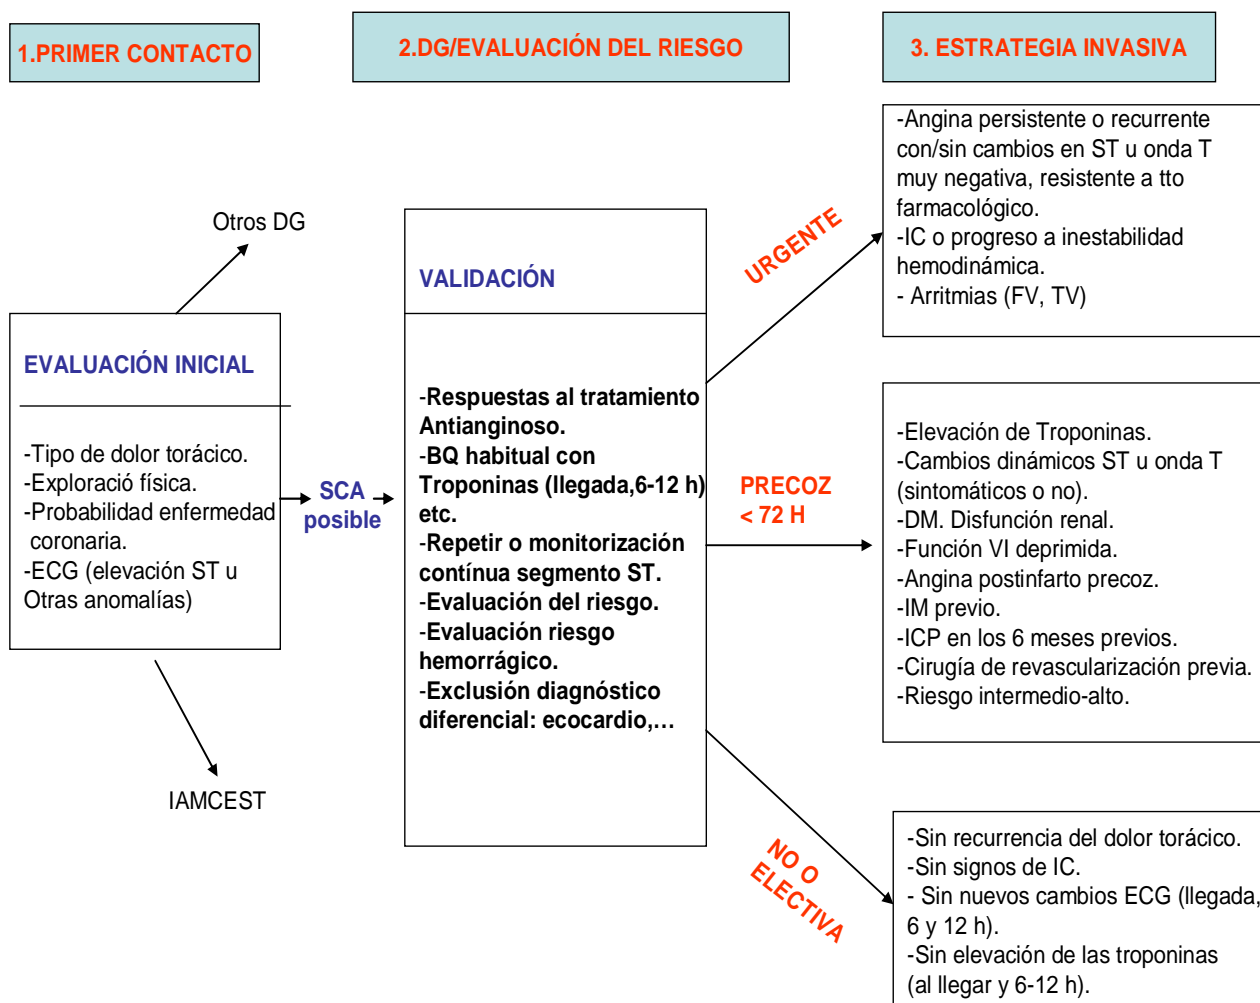 1.PRIMER CONTACTO
2.DG/EVALUACIÓN DEL RIESGO
3. ESTRATEGIA INVASIVA
Otros DG
EVALUACIÓN INICIAL
-Tipo de dolor torácico.
-Exploració física.
-Probabilidad enfermedad
coronaria.
-ECG (elevación ST u
Otras anomalías)
IAMCEST
SCA
posible
VALIDACIÓN
-Respuestas al tratamiento
Antianginoso.
-BQ habitual con
Troponinas (llegada,6-12 h)
etc.
-Repetir o monitorización
contínua segmento ST.
-Evaluación del riesgo.
-Evaluación riesgo
hemorrágico.
-Exclusión diagnóstico
diferencial: ecocardio,…
URGENTE
-Angina persistente o recurrente
con/sin cambios en ST u onda T
muy negativa, resistente a tto
farmacológico.
-IC o progreso a inestabilidad
hemodinámica.
- Arritmias (FV, TV)
PRECOZ
< 72 H
-Elevación de Troponinas.
-Cambios dinámicos ST u onda T
(sintomáticos o no).
-DM. Disfunción renal.
-Función VI deprimida.
-Angina postinfarto precoz.
-IM previo.
-ICP en los 6 meses previos.
-Cirugía de revascularización previa.
-Riesgo intermedio-alto.
NO O
ELECTIVA
-Sin recurrencia del dolor torácico.
-Sin signos de IC.
- Sin nuevos cambios ECG (llegada,
6 y 12 h).
-Sin elevación de las troponinas
(al llegar y 6-12 h).